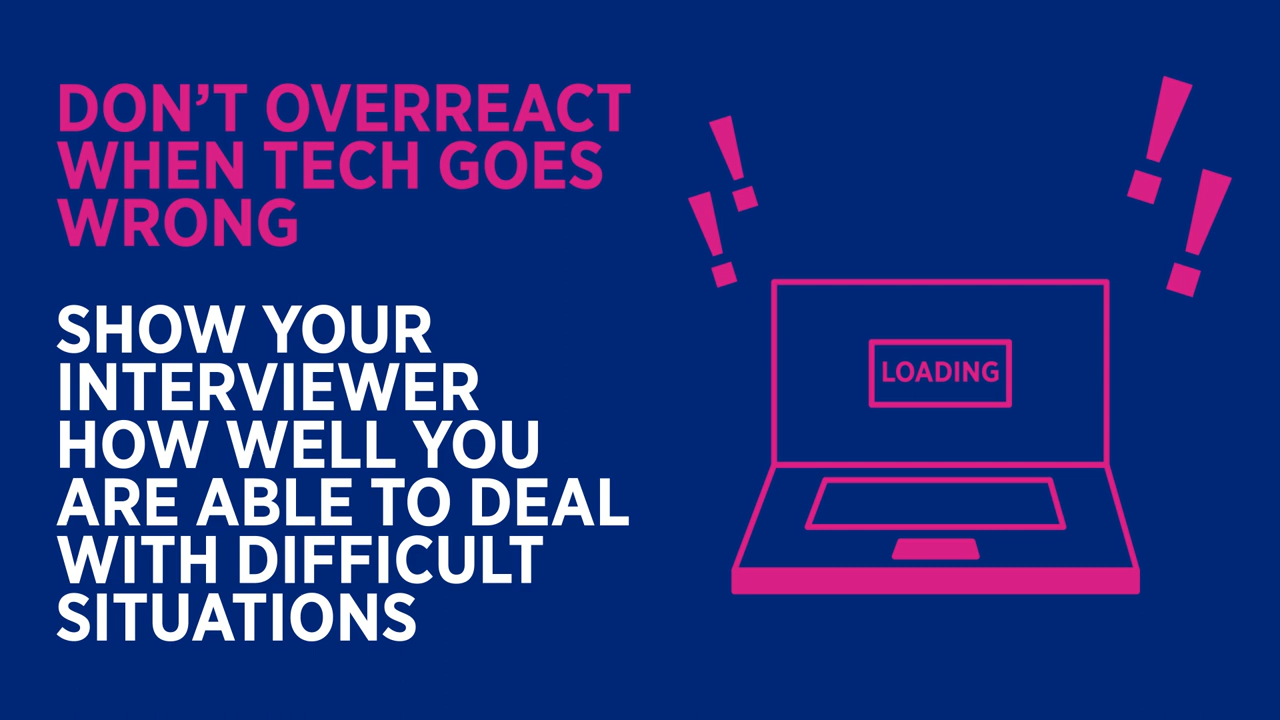 DON'T OVERREACT
WHEN TECH GOES
WRONG
SHOW YOUR
INTERVIEWER
HOW WELL YOU
ARE ABLE TO DEAL
WITH DIFFICULT
SITUATIONS
LOADING